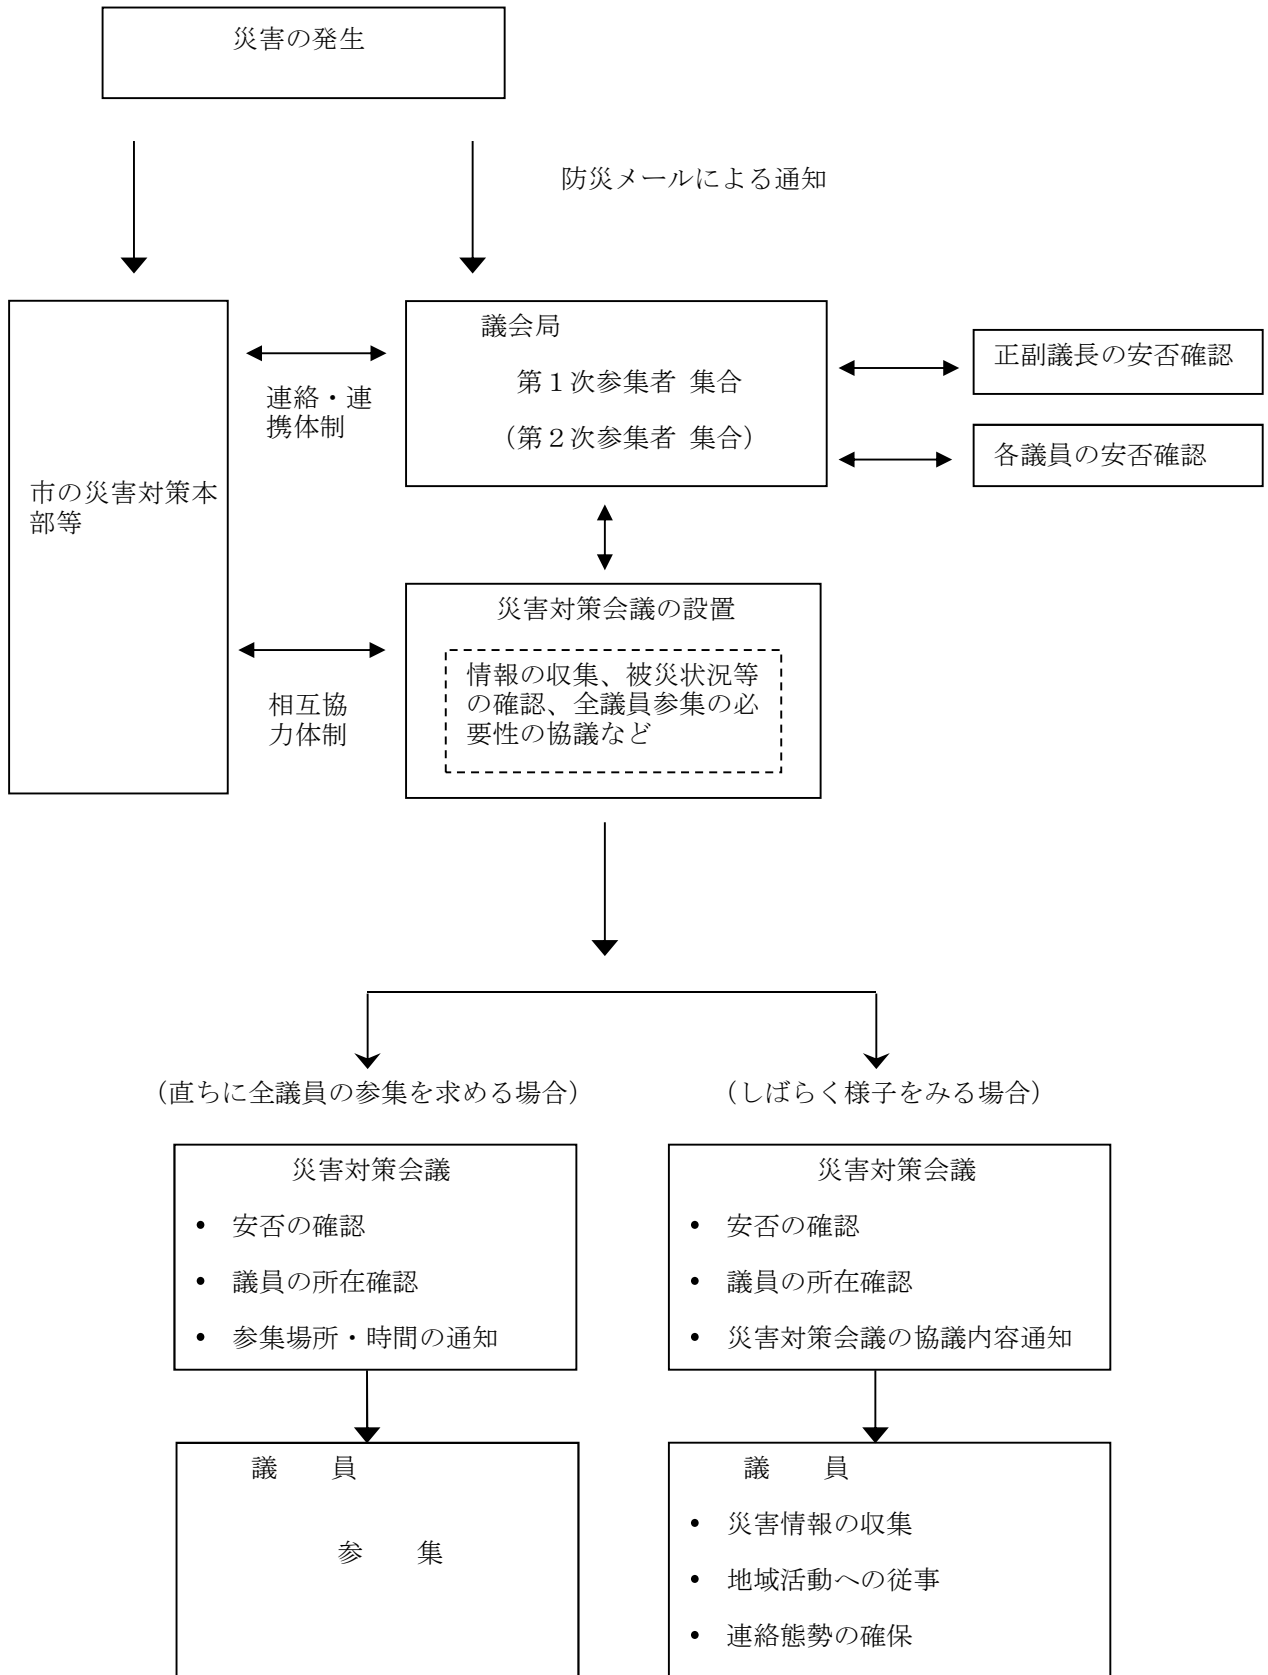 災害の発生
防災メールによる通知
議会局
第１次参集者 集合
（第２次参集者 集合）
正副議長の安否確認
各議員の安否確認
連絡・連
携体制
市の災害対策本
部等
災害対策会議の設置
情報の収集、被災状況等
の確認、全議員参集の必
要性の協議など
相互協
力体制
（直ちに全議員の参集を求める場合）
（しばらく様子をみる場合）
災害対策会議
• 安否の確認
• 議員の所在確認
• 参集場所・時間の通知
災害対策会議
• 安否の確認
• 議員の所在確認
• 災害対策会議の協議内容通知
議　　員
参　　集
議　　員
• 災害情報の収集
• 地域活動への従事
• 連絡態勢の確保